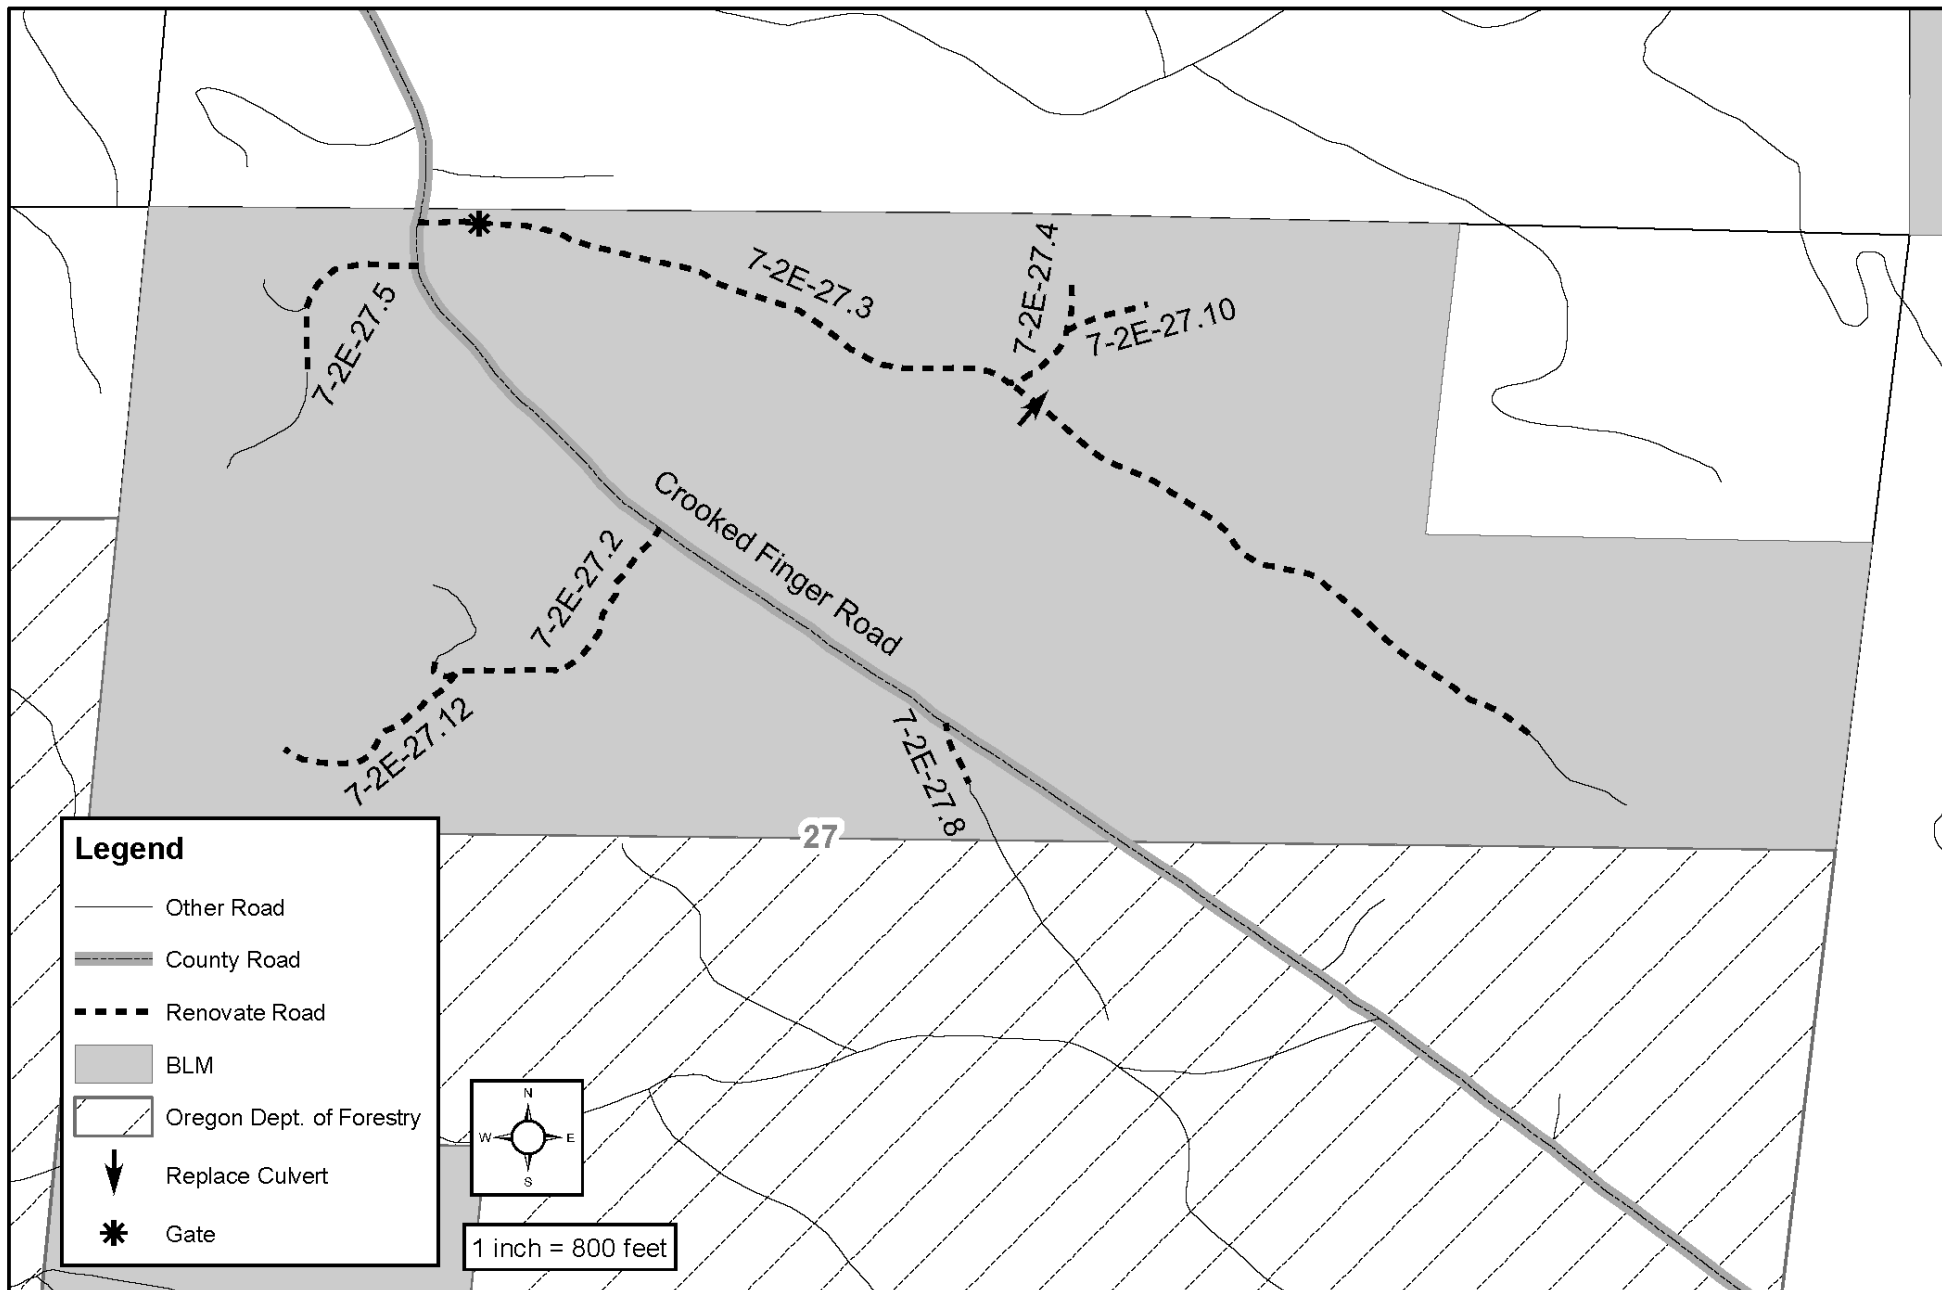 7-2E-27.4
7-2E-27.3
7-2E-27.10
7-2E-27.5
Crooked Finger Road
7-2E-27.2
7-2E-27.12
7-2E-27.8
27
Legend
Other Road
County Road
Renovate Road
BLM
Oregon Dept. of Forestry
Replace Culvert
Gate
N
W E
S
1 inch = 800 feet